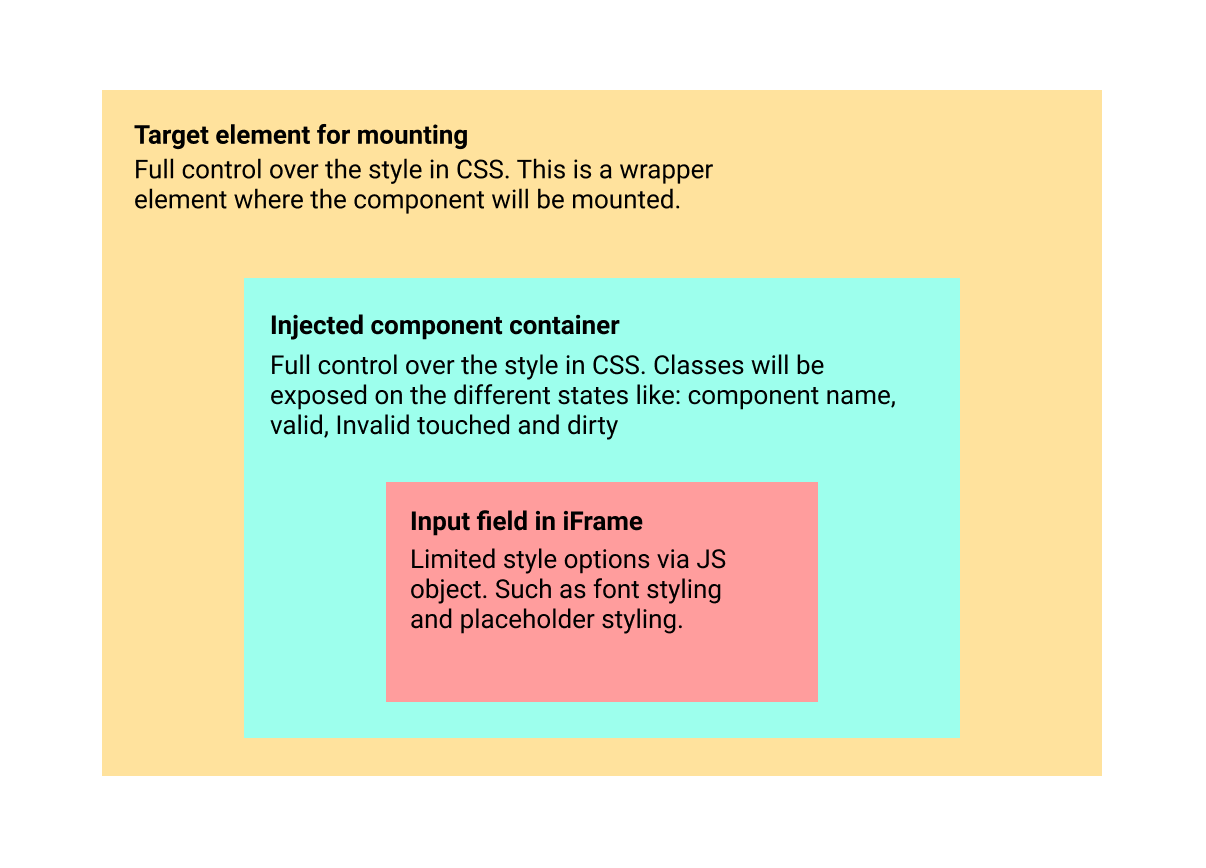 Target element for mounting
Full control over the style in CSS. This is a wrapper
element where the component will be mounted.
Injected component container
Full control over the style in CSS. Classes will be
exposed on the different states like: component name,
valid, Invalid touched and dirty
Input field in iFrame
Limited style options via JS
object. Such as font styling
and placeholder styling.